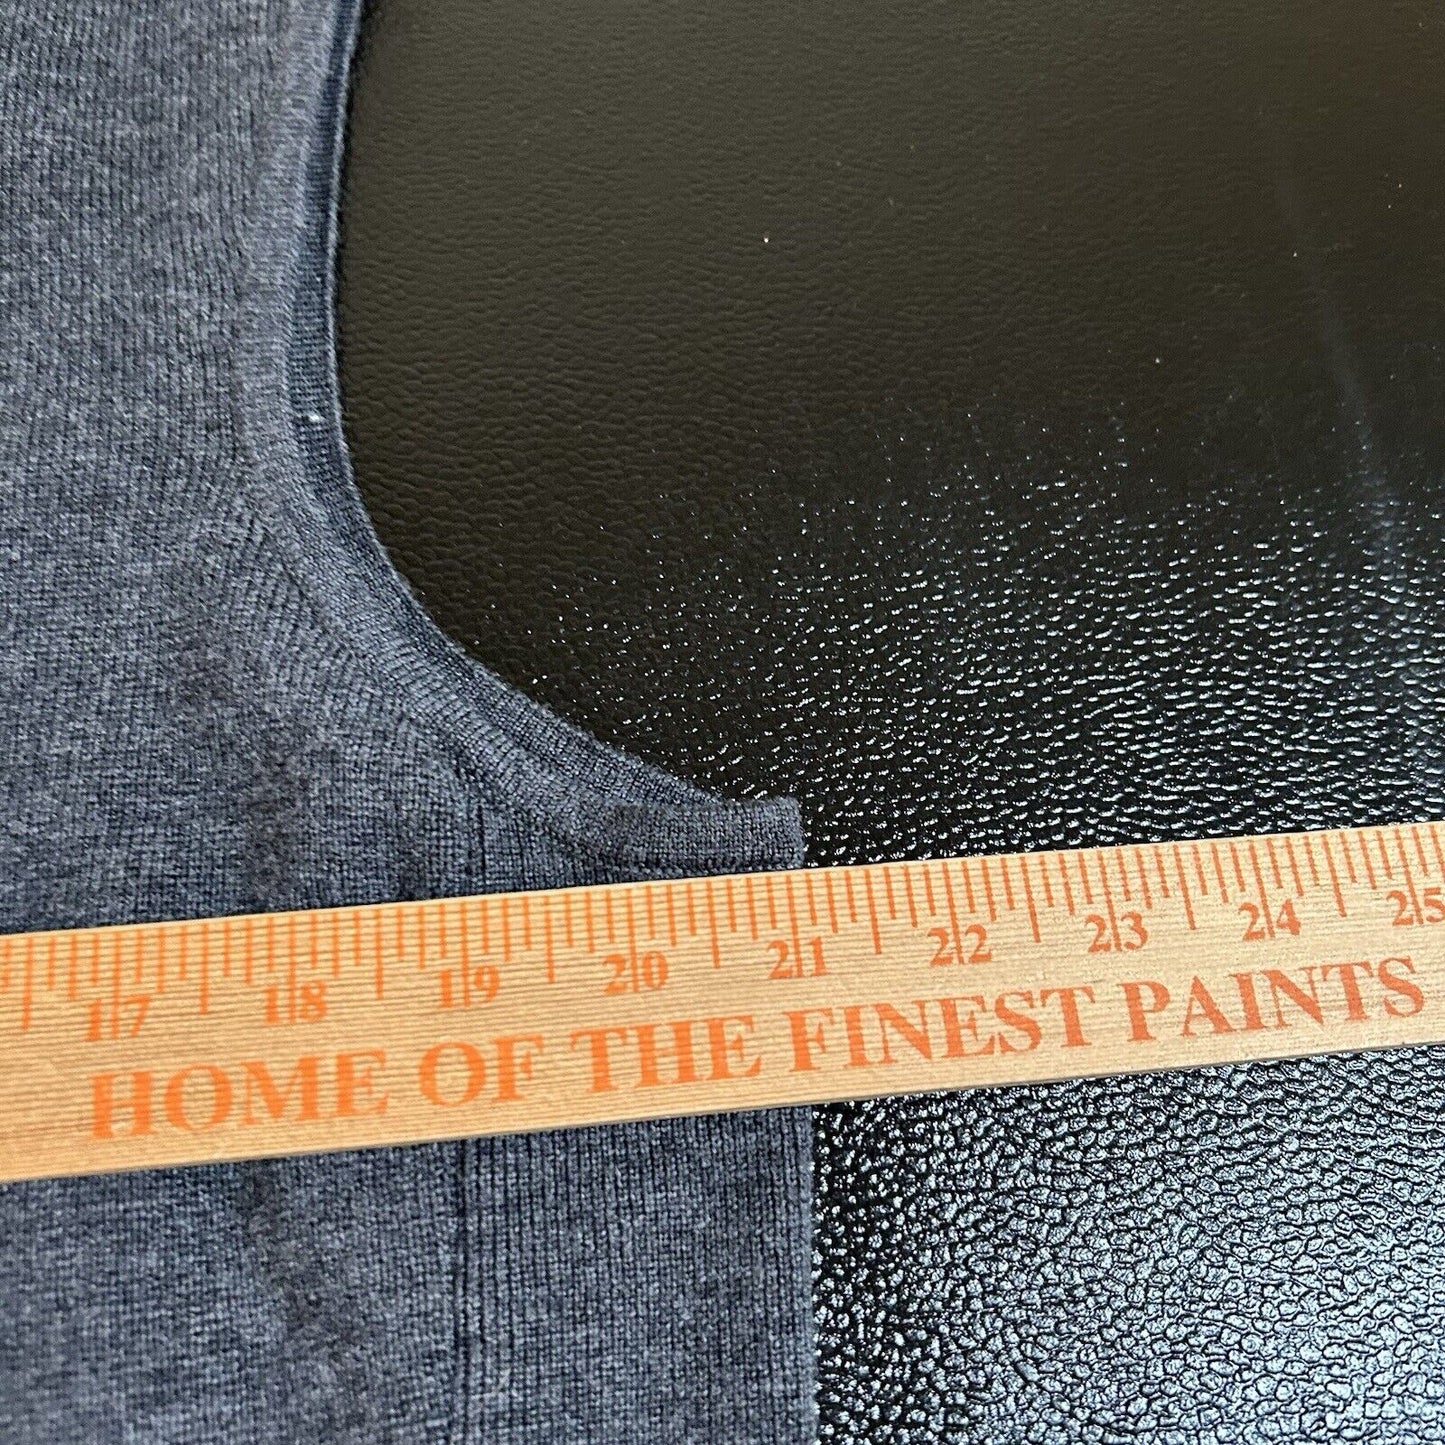 17 18 19 20 21 22 23 24 25
HOME OF THE FINEST PAINTS